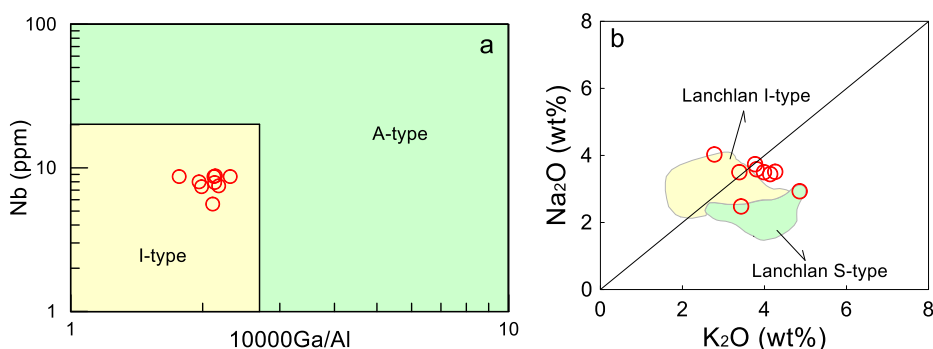 a
100
10
1
Nb (ppm)
A-type
I-type
1
10
10000Ga/Al
b
8
6
4
2
0
Na₂O (wt%)
Lanchlan I-type
Lanchlan S-type
0
2
4
6
8
K₂O (wt%)